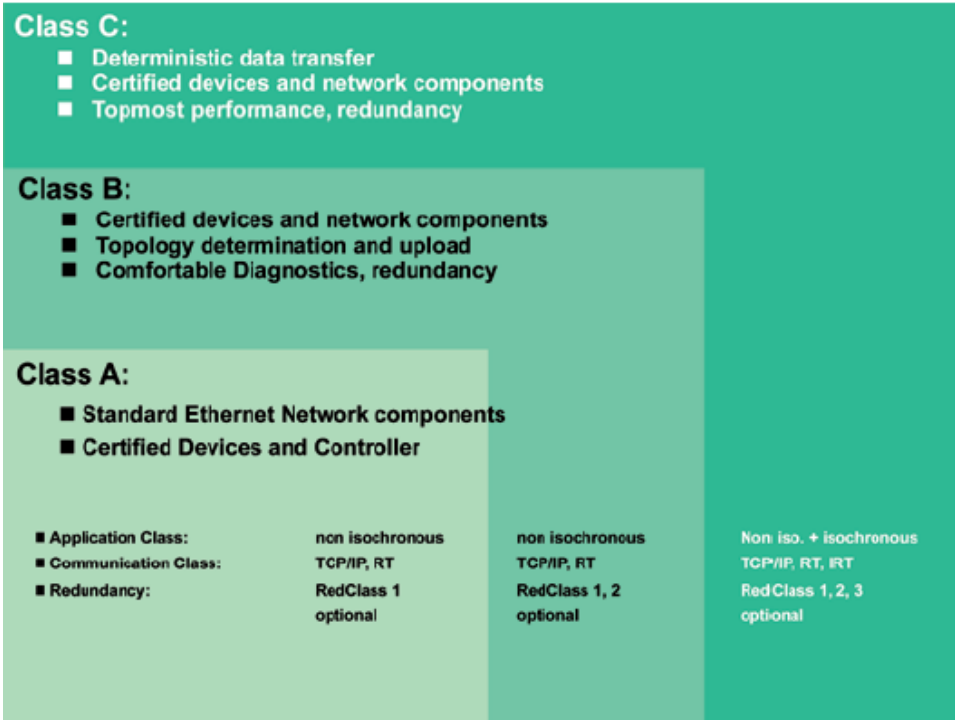 Class C:
■ Deterministic data transfer
■ Certified devices and network components
■ Topmost performance, redundancy
Class B:
■ Certified devices and network components
■ Topology determination and upload
■ Comfortable Diagnostics, redundancy
Class A:
■ Standard Ethernet Network components
■ Certified Devices and Controller
■ Application Class: non isochronous non isochronous Non iso. + isochronous
■ Communication Class: TCP/IP, RT TCP/IP, RT TCP/IP, RT, IRT
■ Redundancy: RedClass 1 RedClass 1, 2 RedClass 1, 2, 3
optional optional optional